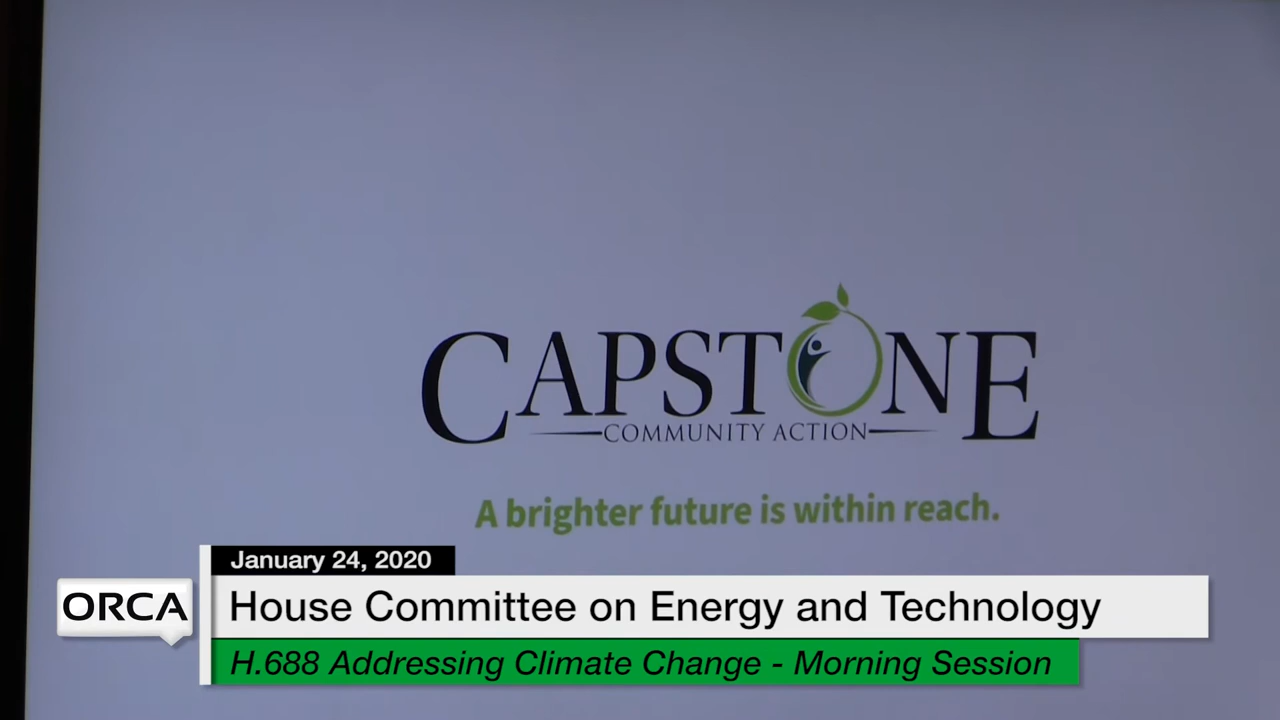 CAPSTONE
COMMUNITY ACTION
A brighter future is within reach.
January 24, 2020
ORCA
House Committee on Energy and Technology
H.688 Addressing Climate Change - Morning Session